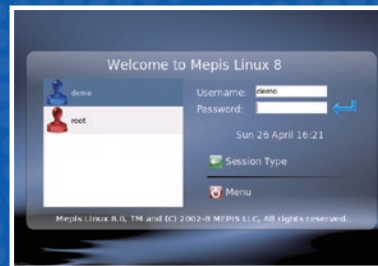 Welcome to Mepis Linux 8
demo
root
Username: demo
Password:
Sun 26 April 16:21
Session Type
Menu
Mepis Linux 8.0, TM and (C) 2002-8 MEPIS LLC, All rights reserved.